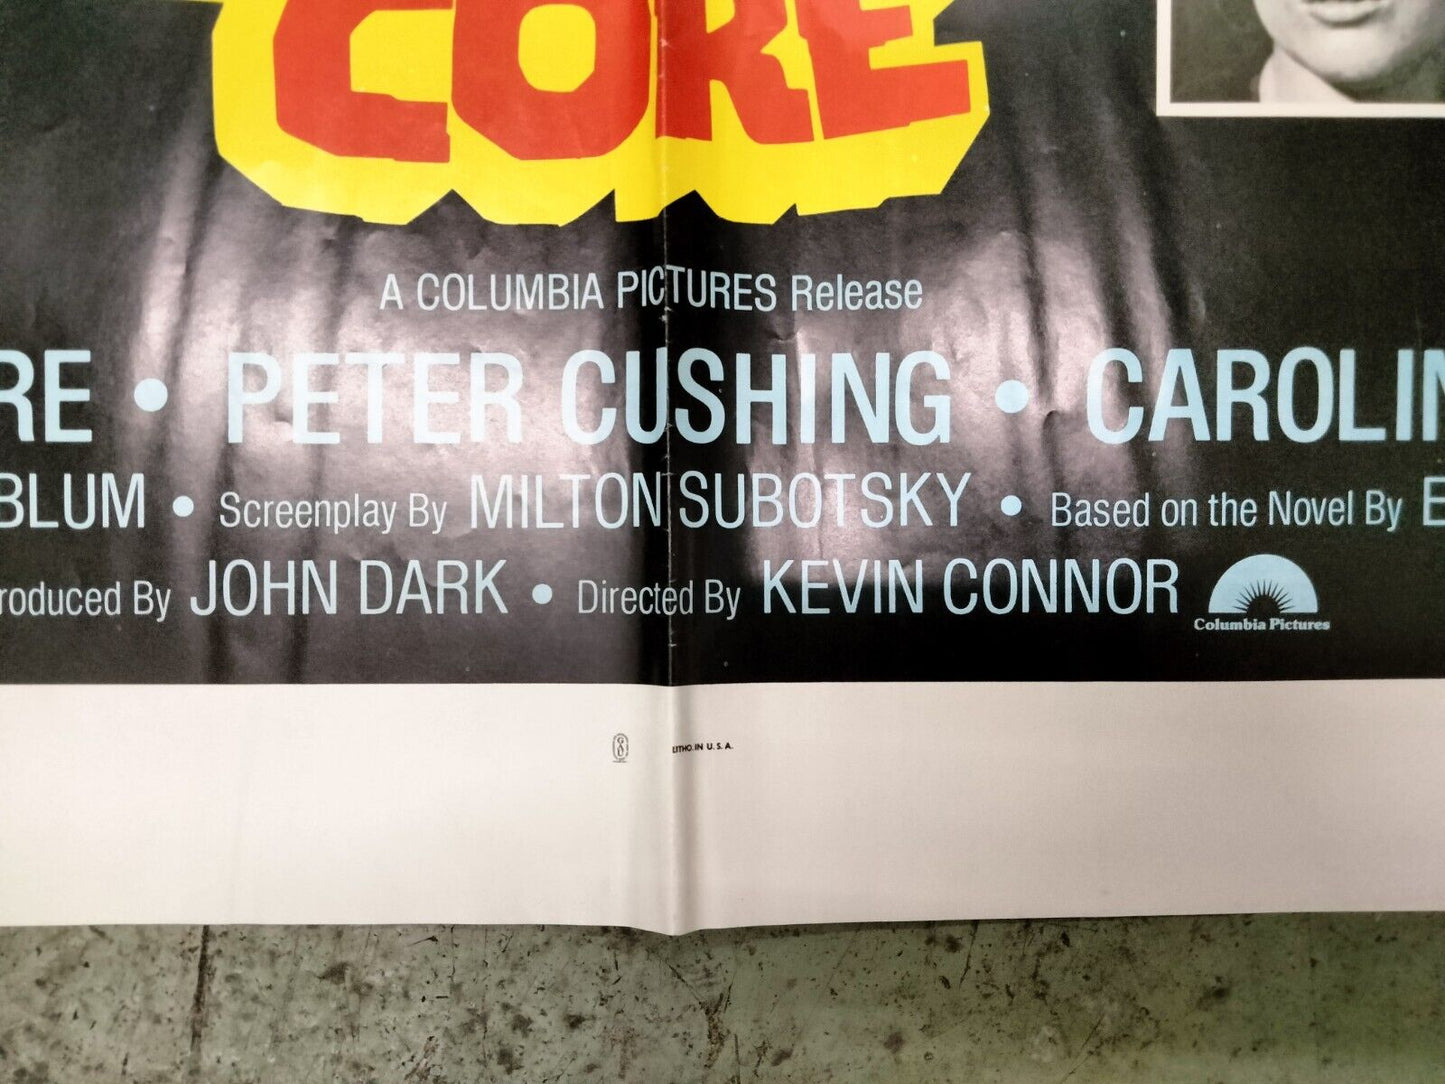 CORE
A COLUMBIA PICTURES Release
RE • PETER CUSHING • CAROLIN
BLUM • Screenplay By MILTON SUBOTSKY • Based on the Novel By E
roduced By JOHN DARK • Directed By KEVIN CONNOR
Columbia Pictures
LITHO. IN U. S. A.